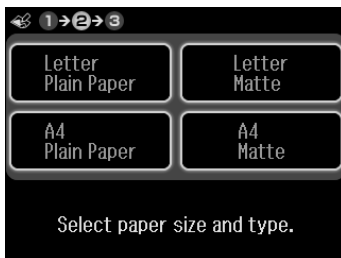 1→2→3
Letter
Plain Paper
Letter
Matte
A4
Plain Paper
A4
Matte
Select paper size and type.